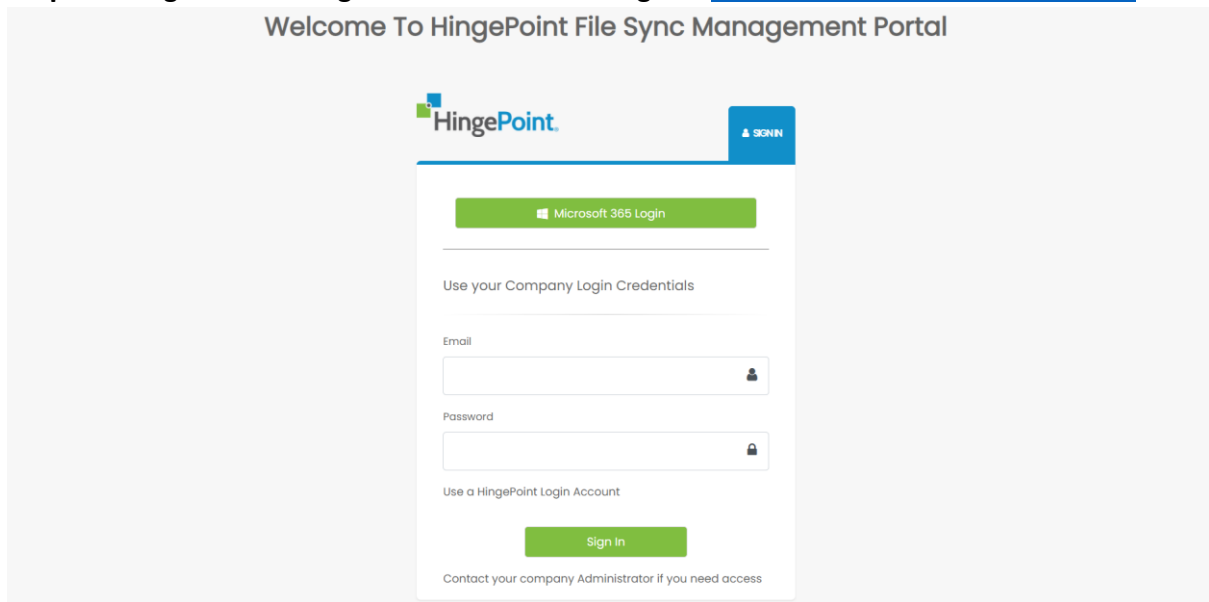 Welcome To HingePoint File Sync Management Portal
HingePoint.
SIGN IN
Microsoft 365 Login
Use your Company Login Credentials
Email
Password
Use a HingePoint Login Account
Sign In
Contact your company Administrator if you need access